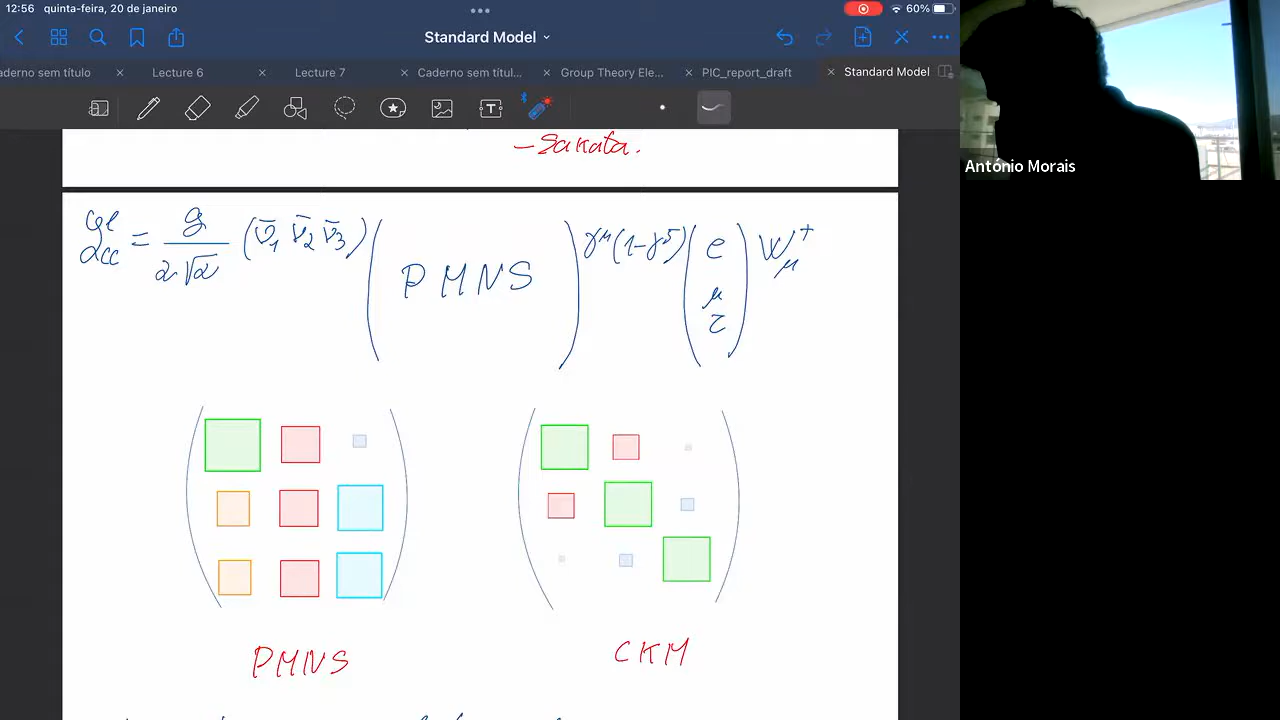 12:56 quinta-feira, 20 de janeiro
60%
Standard Model
aderno sem título
Lecture 6
Lecture 7
Caderno sem títul...
Group Theory Ele...
PIC_report_draft
Standard Model
T
António Morais
- Sakata.
ℒ^l_CC = g/(2√2) (ν̄₁ ν̄₂ ν̄₃) ( PMNS ) γ^μ (1-γ⁵) ( e μ τ ) W_μ^+
PMNS
CKM